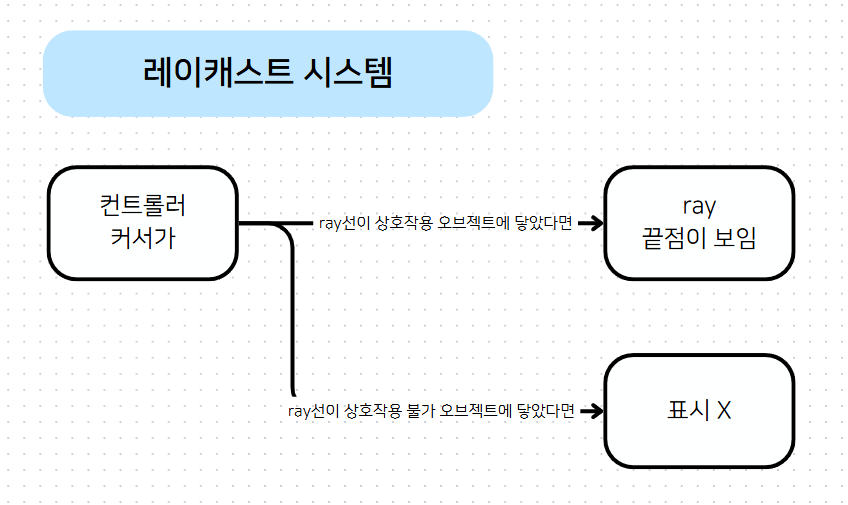 레이캐스트 시스템
컨트롤러
커서가
ray선이 상호작용 오브젝트에 닿았다면
ray
끝점이 보임
ray선이 상호작용 불가 오브젝트에 닿았다면
표시 X